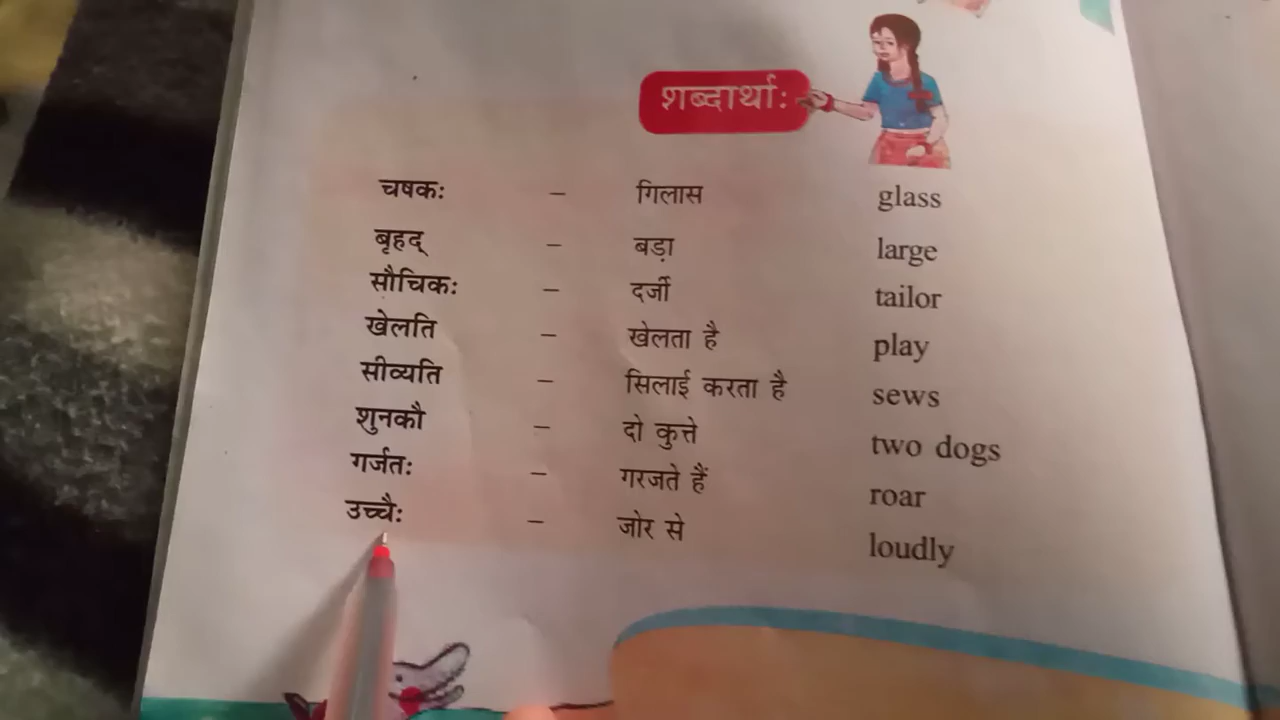 शब्दार्थाः
चषकः – गिलास glass
बृहद् – बड़ा large
सौचिकः – दर्जी tailor
खेलति – खेलता है play
सीव्यति – सिलाई करता है sews
शुनकौ – दो कुत्ते two dogs
गर्जतः – गरजते हैं roar
उच्चैः – जोर से loudly